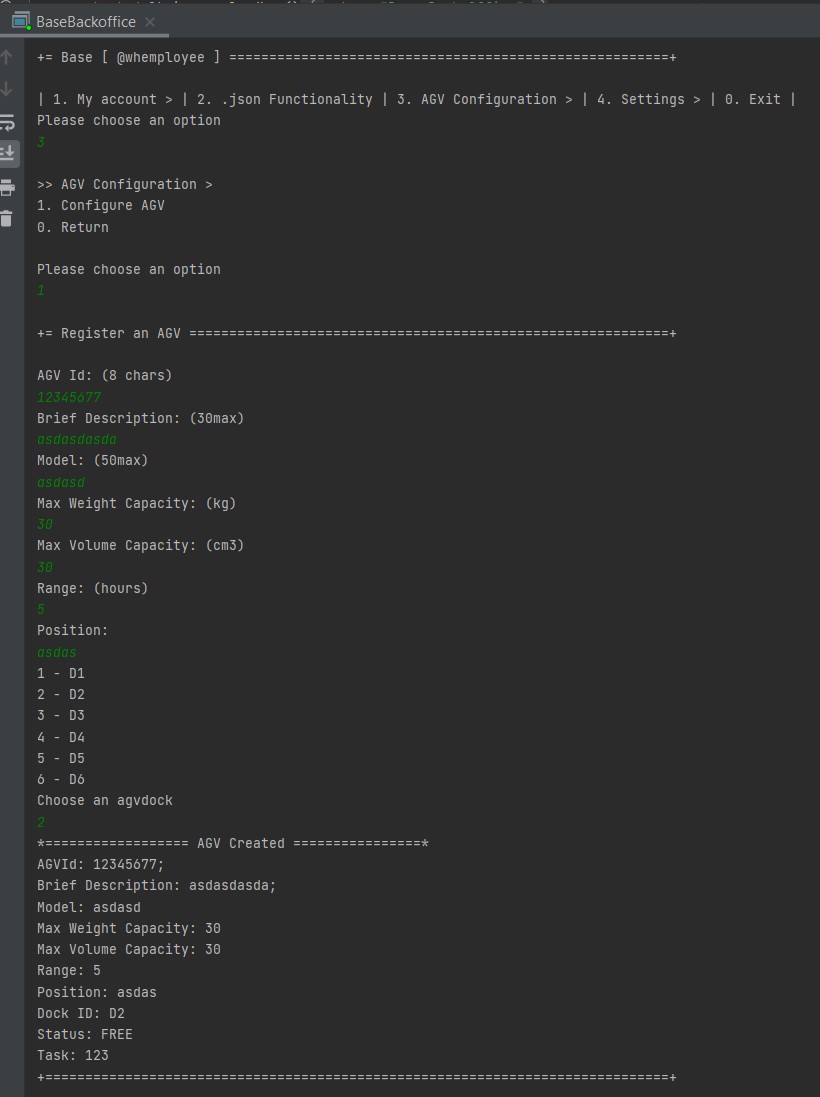 BaseBackoffice
+= Base [ @whemployee ] =======================================================+
| 1. My account > | 2. .json Functionality | 3. AGV Configuration > | 4. Settings > | 0. Exit |
Please choose an option
3
>> AGV Configuration >
1. Configure AGV
0. Return
Please choose an option
1
+= Register an AGV ============================================================+
AGV Id: (8 chars)
12345677
Brief Description: (30max)
asdasdasda
Model: (50max)
asdasd
Max Weight Capacity: (kg)
30
Max Volume Capacity: (cm3)
30
Range: (hours)
5
Position:
asdas
1 - D1
2 - D2
3 - D3
4 - D4
5 - D5
6 - D6
Choose an agvdock
2
*================== AGV Created ================*
AGVId: 12345677;
Brief Description: asdasdasda;
Model: asdasd
Max Weight Capacity: 30
Max Volume Capacity: 30
Range: 5
Position: asdas
Dock ID: D2
Status: FREE
Task: 123
+==============================================================================+